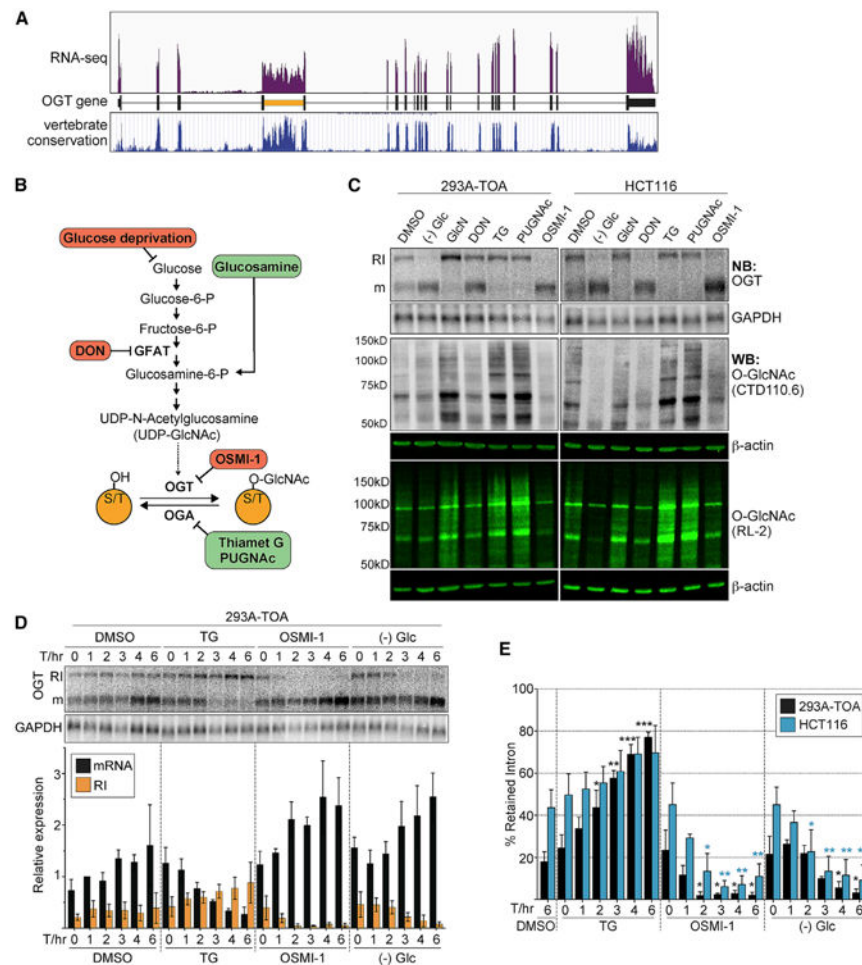 A
RNA-seq
OGT gene
vertebrate
conservation
B
Glucose deprivation
Glucose
Glucosamine
Glucose-6-P
Fructose-6-P
DON
GFAT
Glucosamine-6-P
UDP-N-Acetylglucosamine
(UDP-GlcNAc)
OSMI-1
OH
O-GlcNAc
S/T
OGT
S/T
OGA
Thiamet G
PUGNAc
C
293A-TOA
HCT116
DMSO (-) Glc GlcN DON TG PUGNAc OSMI-1
DMSO (-) Glc GlcN DON TG PUGNAc OSMI-1
RI
m
NB:
OGT
GAPDH
150kD
100kD
75kD
50kD
WB:
O-GlcNAc
(CTD110.6)
β-actin
150kD
100kD
75kD
50kD
O-GlcNAc
(RL-2)
β-actin
D
293A-TOA
DMSO TG OSMI-1 (-) Glc
T/hr 0 1 2 3 4 6 0 1 2 3 4 6 0 1 2 3 4 6 0 1 2 3 4 6
OGT
RI
m
GAPDH
mRNA
RI
Relative expression
3
2
1
0
T/hr 0 1 2 3 4 6 0 1 2 3 4 6 0 1 2 3 4 6 0 1 2 3 4 6
DMSO TG OSMI-1 (-) Glc
E
% Retained Intron
100
80
60
40
20
293A-TOA
HCT116
* ** *** ***
* * * ** * ** * **
* ** * ** *
T/hr 6 0 1 2 3 4 6 0 1 2 3 4 6 0 1 2 3 4 6
DMSO TG OSMI-1 (-) Glc